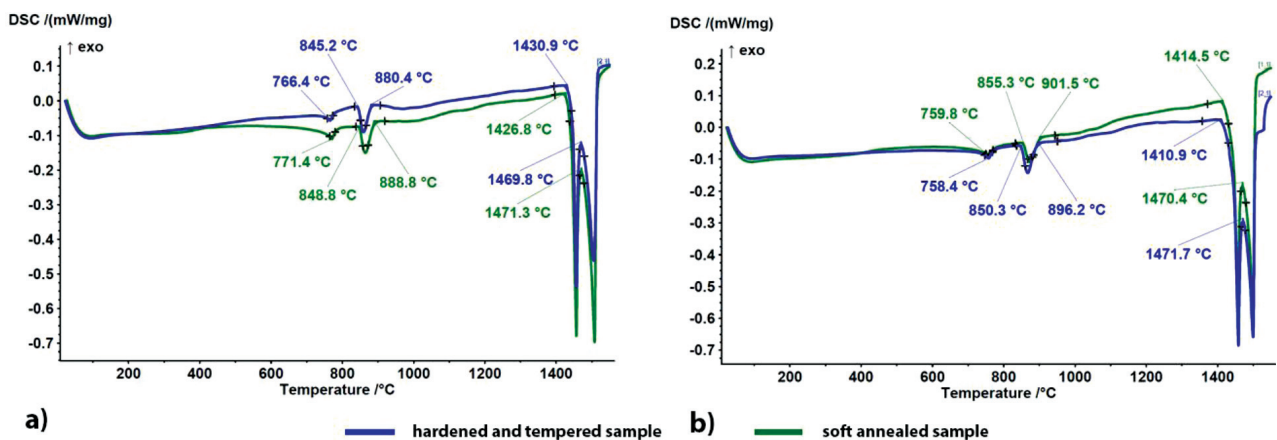 DSC /(mW/mg)
↑ exo
0.1
0.0
-0.1
-0.2
-0.3
-0.4
-0.5
-0.6
-0.7
845.2 °C
766.4 °C
880.4 °C
1430.9 °C
771.4 °C
848.8 °C
888.8 °C
1426.8 °C
1469.8 °C
1471.3 °C
200 400 600 800 1000 1200 1400
Temperature /°C
a)
DSC /(mW/mg)
↑ exo
0.2
0.1
0.0
-0.1
-0.2
-0.3
-0.4
-0.5
-0.6
-0.7
855.3 °C
901.5 °C
1414.5 °C
759.8 °C
758.4 °C
850.3 °C
896.2 °C
1410.9 °C
1470.4 °C
1471.7 °C
[1.1]
[2.1]
200 400 600 800 1000 1200 1400
Temperature /°C
b)
hardened and tempered sample
soft annealed sample